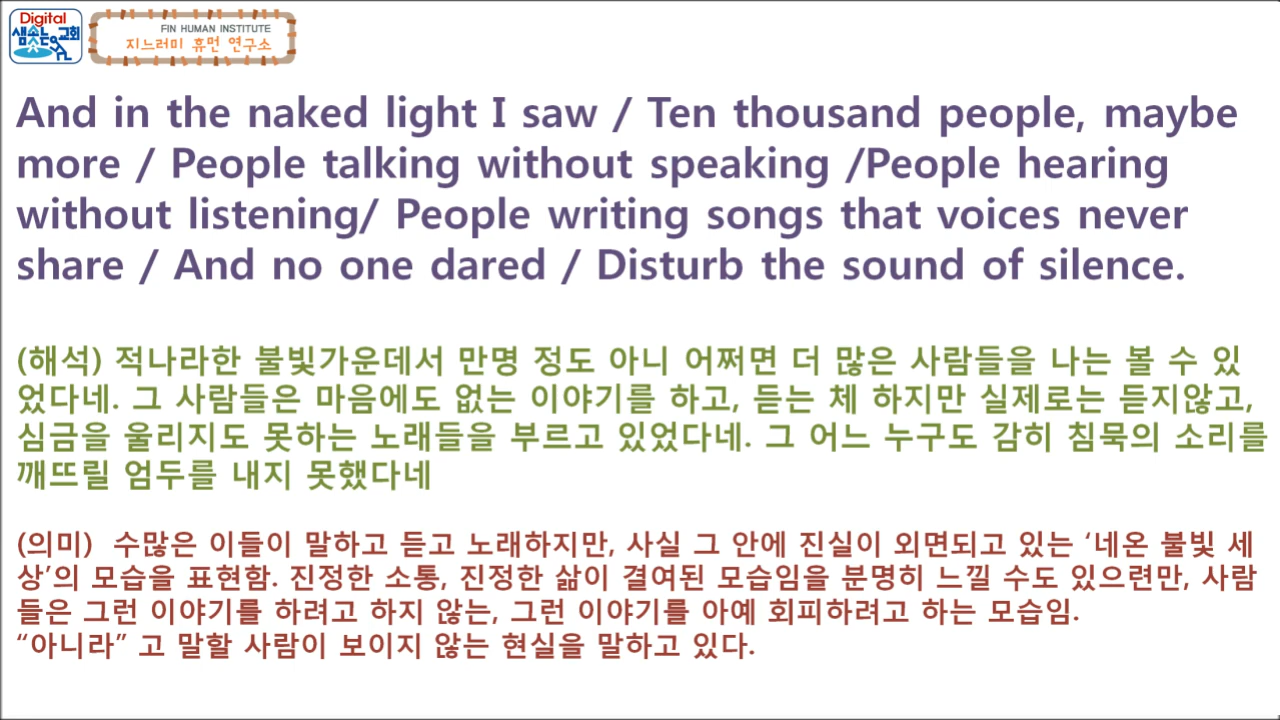 Digital
샘솟는교회
FIN HUMAN INSTITUTE
지느러미 휴먼 연구소
And in the naked light I saw / Ten thousand people, maybe
more / People talking without speaking /People hearing
without listening/ People writing songs that voices never
share / And no one dared / Disturb the sound of silence.
(해석) 적나라한 불빛가운데서 만명 정도 아니 어쩌면 더 많은 사람들을 나는 볼 수 있
었다네. 그 사람들은 마음에도 없는 이야기를 하고, 듣는 체 하지만 실제로는 듣지않고,
심금을 울리지도 못하는 노래들을 부르고 있었다네. 그 어느 누구도 감히 침묵의 소리를
깨뜨릴 엄두를 내지 못했다네
(의미) 수많은 이들이 말하고 듣고 노래하지만, 사실 그 안에 진실이 외면되고 있는 ‘네온 불빛 세
상’의 모습을 표현함. 진정한 소통, 진정한 삶이 결여된 모습임을 분명히 느낄 수도 있으련만, 사람
들은 그런 이야기를 하려고 하지 않는, 그런 이야기를 아예 회피하려고 하는 모습임.
“아니라” 고 말할 사람이 보이지 않는 현실을 말하고 있다.